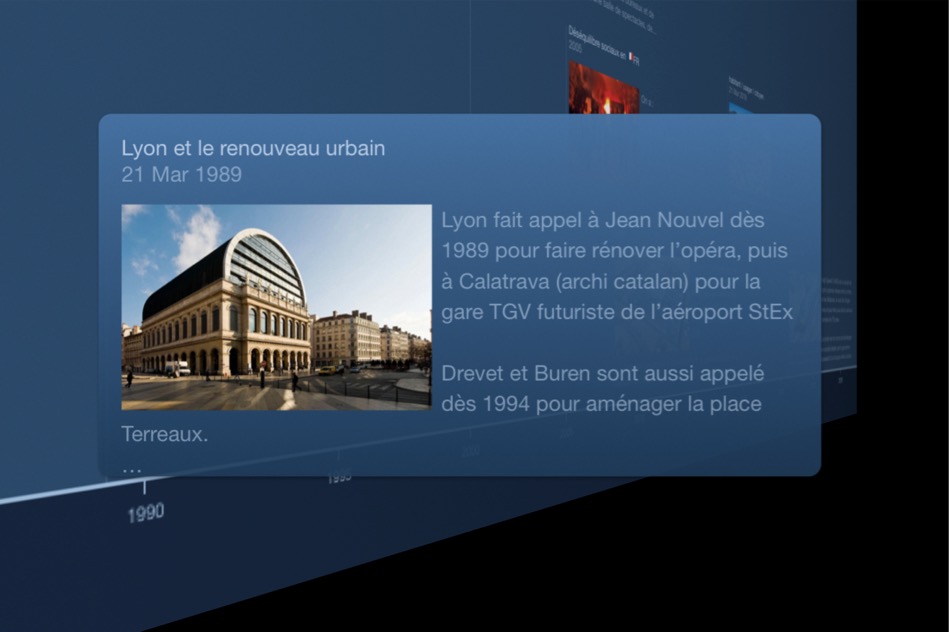 Déséquilibre sociaux en FR
2005
Lyon et le renouveau urbain
21 Mar 1989
Lyon fait appel à Jean Nouvel dès
1989 pour faire rénover l’opéra, puis
à Calatrava (archi catalan) pour la
gare TGV futuriste de l’aéroport StEx
Drevet et Buren sont aussi appelé
dès 1994 pour aménager la place
Terreaux.
...
1995
1990